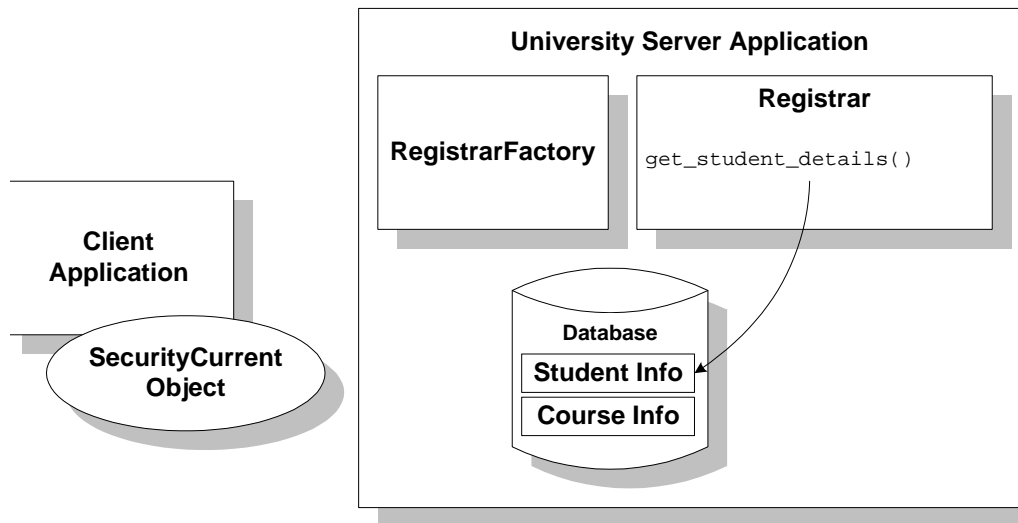 University Server Application
RegistrarFactory
Registrar
get_student_details()
Client
Application
SecurityCurrent
Object
Database
Student Info
Course Info